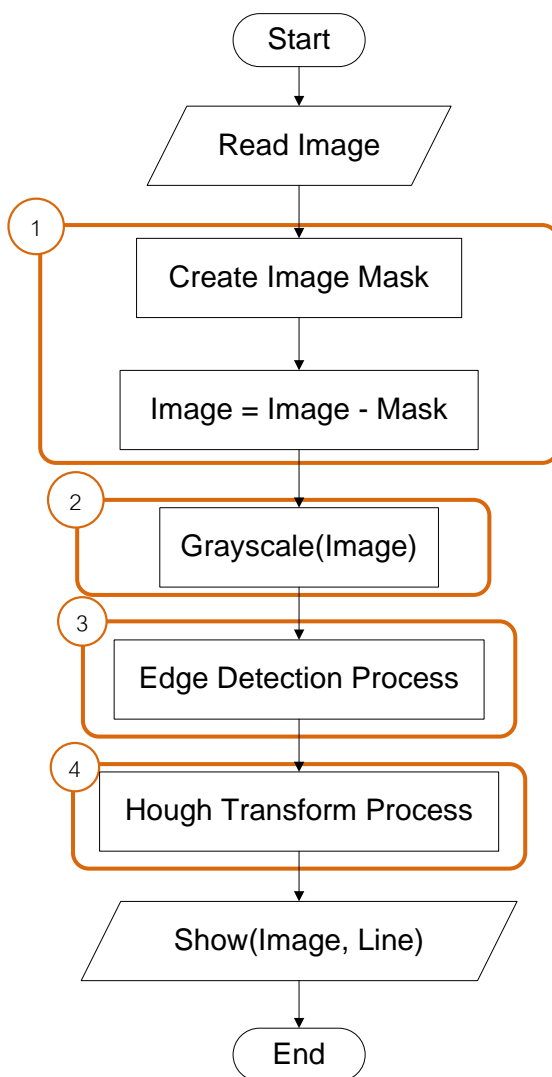 Start
Read Image
1
Create Image Mask
Image = Image - Mask
2
Grayscale(Image)
3
Edge Detection Process
4
Hough Transform Process
Show(Image, Line)
End